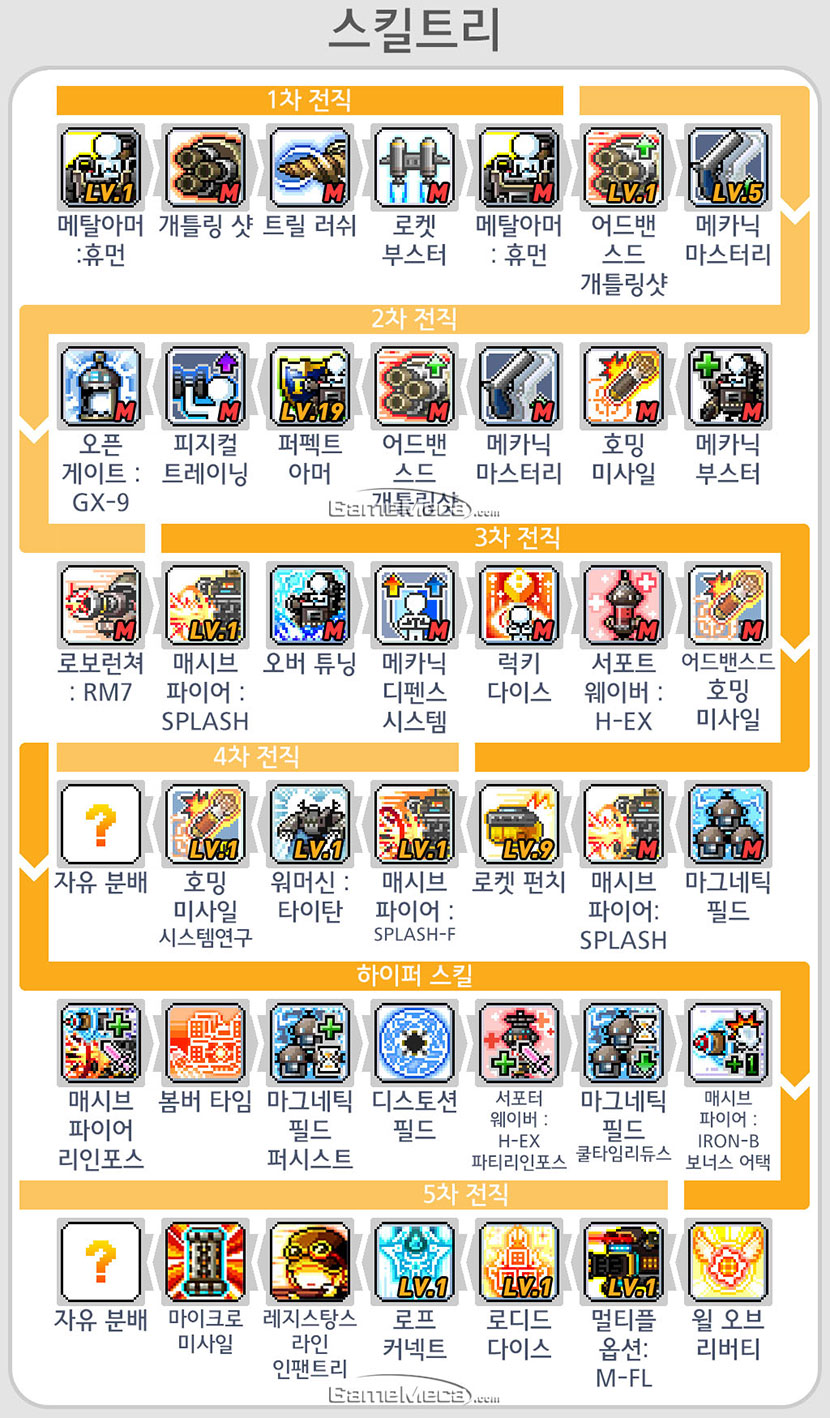 스킬트리
1차 전직
LV.1
M
M
M
M
LV.1
LV.5
메탈아머
:휴먼
개틀링 샷
트릴 러쉬
로켓
부스터
메탈아머
: 휴먼
어드밴
스드
개틀링샷
메카닉
마스터리
2차 전직
M
M
LV.19
M
M
M
M
오픈
게이트 :
GX-9
피지컬
트레이닝
퍼펙트
아머
어드밴
스드
개틀링샷
메카닉
마스터리
호밍
미사일
메카닉
부스터
GameMeca.com
3차 전직
M
LV.1
M
M
M
M
M
로보런쳐
: RM7
매시브
파이어 :
SPLASH
오버 튜닝
메카닉
디펜스
시스템
럭키
다이스
서포트
웨이버 :
H-EX
어드밴스드
호밍
미사일
4차 전직
?
LV.1
LV.1
LV.1
LV.9
M
M
자유 분배
호밍
미사일
시스템연구
워머신 :
타이탄
매시브
파이어 :
SPLASH-F
로켓 펀치
매시브
파이어:
SPLASH
마그네틱
필드
하이퍼 스킬
+1
매시브
파이어
리인포스
봄버 타임
마그네틱
필드
퍼시스트
디스토션
필드
서포터
웨이버 :
H-EX
파티리인포스
마그네틱
필드
쿨타임리듀스
매시브
파이어 :
IRON-B
보너스 어택
5차 전직
?
LV.1
LV.1
LV.1
자유 분배
마이크로
미사일
레지스탕스
라인
인팬트리
로프
커넥트
로디드
다이스
멀티플
옵션:
M-FL
윌 오브
리버티
GameMeca.com